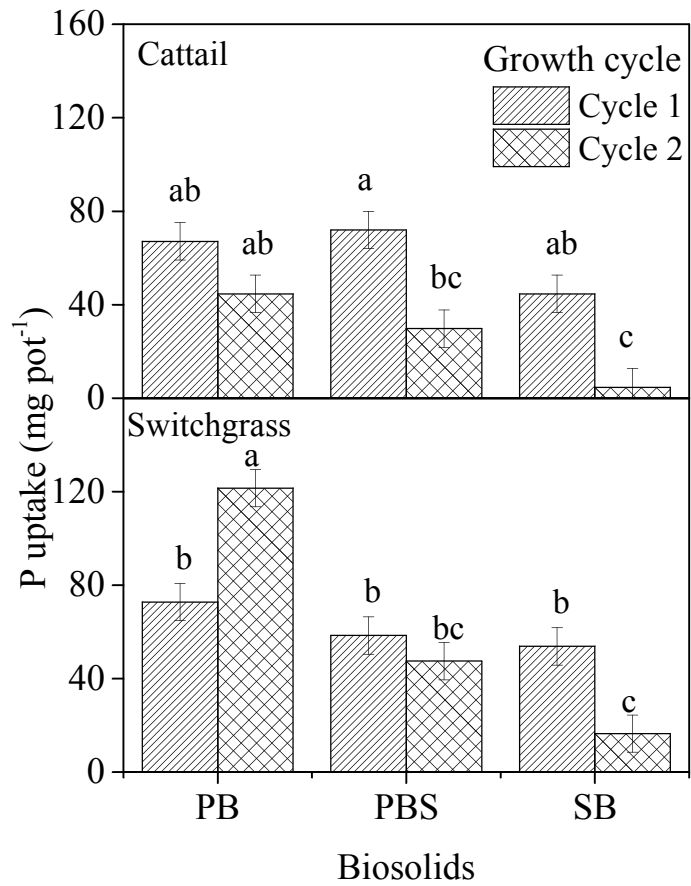 160
Cattail
Growth cycle
Cycle 1
Cycle 2
120
80
40
0
ab
ab
a
bc
ab
c
Switchgrass
120
80
40
0
b
a
b
bc
b
c
P uptake (mg pot⁻¹)
PB
PBS
SB
Biosolids